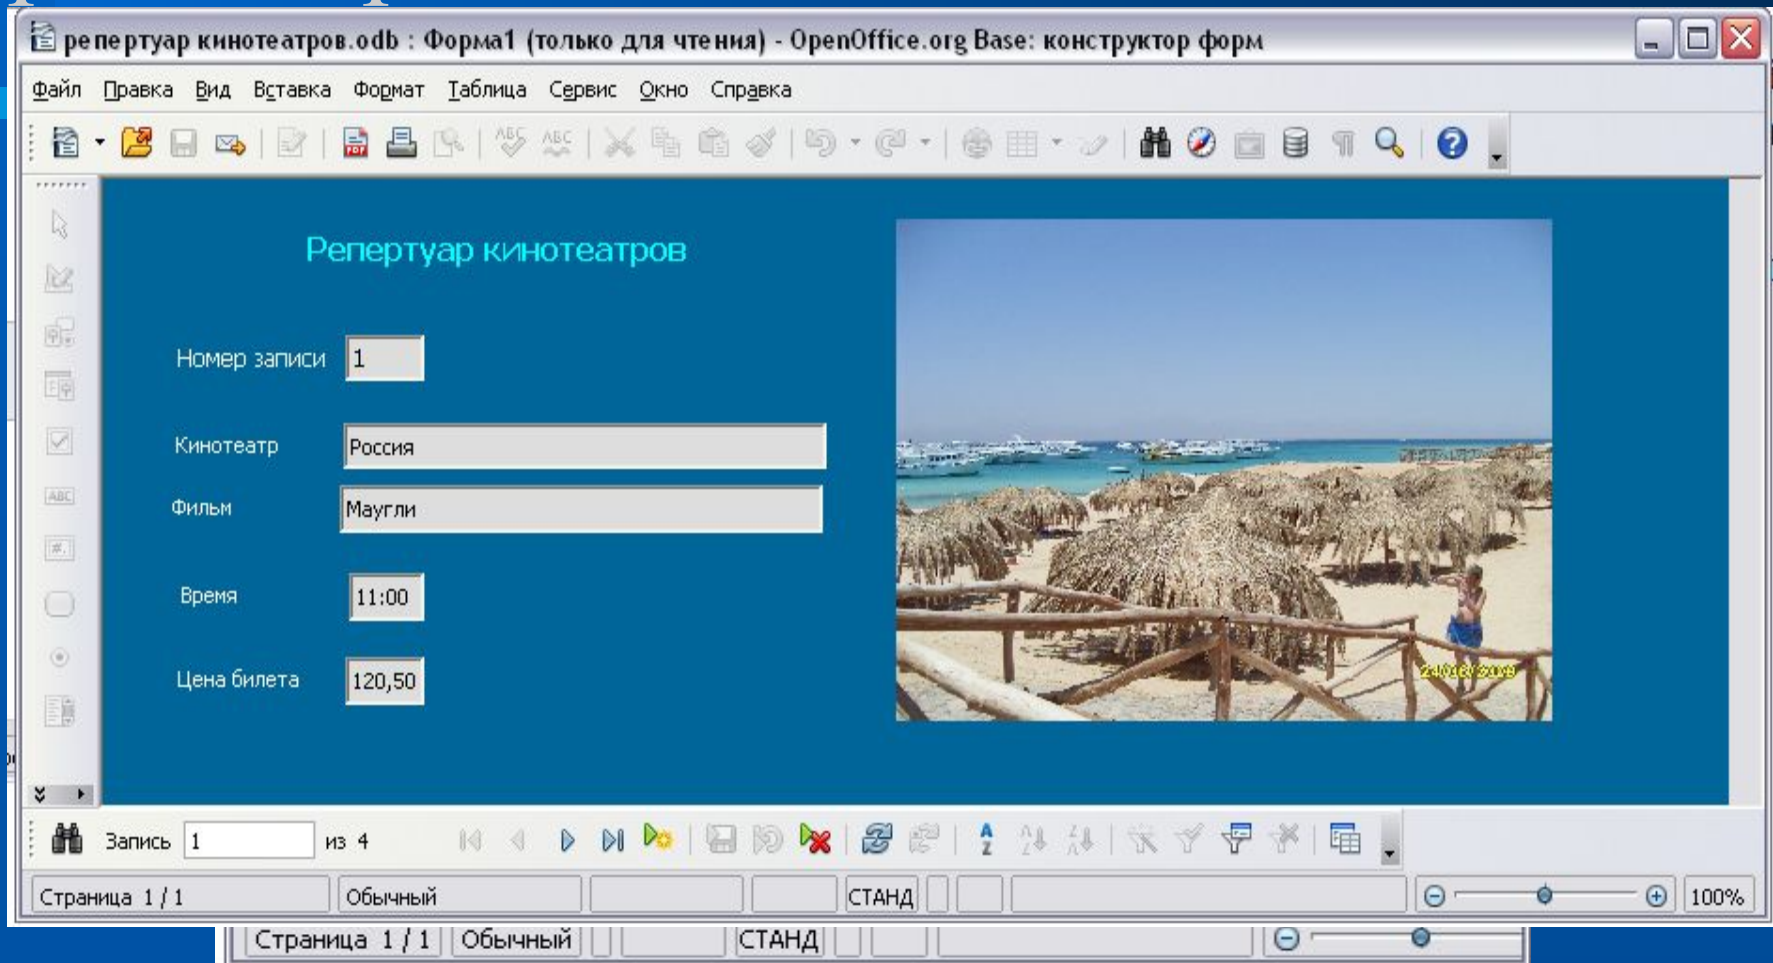 репертуар кинотеатров.odb : Форма1 (только для чтения) - OpenOffice.org Base: конструктор форм
Файл Правка Вид Вставка Формат Таблица Сервис Окно Справка
Репертуар кинотеатров
Номер записи 1
Кинотеатр Россия
Фильм Маугли
Время 11:00
Цена билета 120,50
Запись 1 из 4
Страница 1 / 1 Обычный СТАНД 100%
Страница 1 / 1 Обычный СТАНД